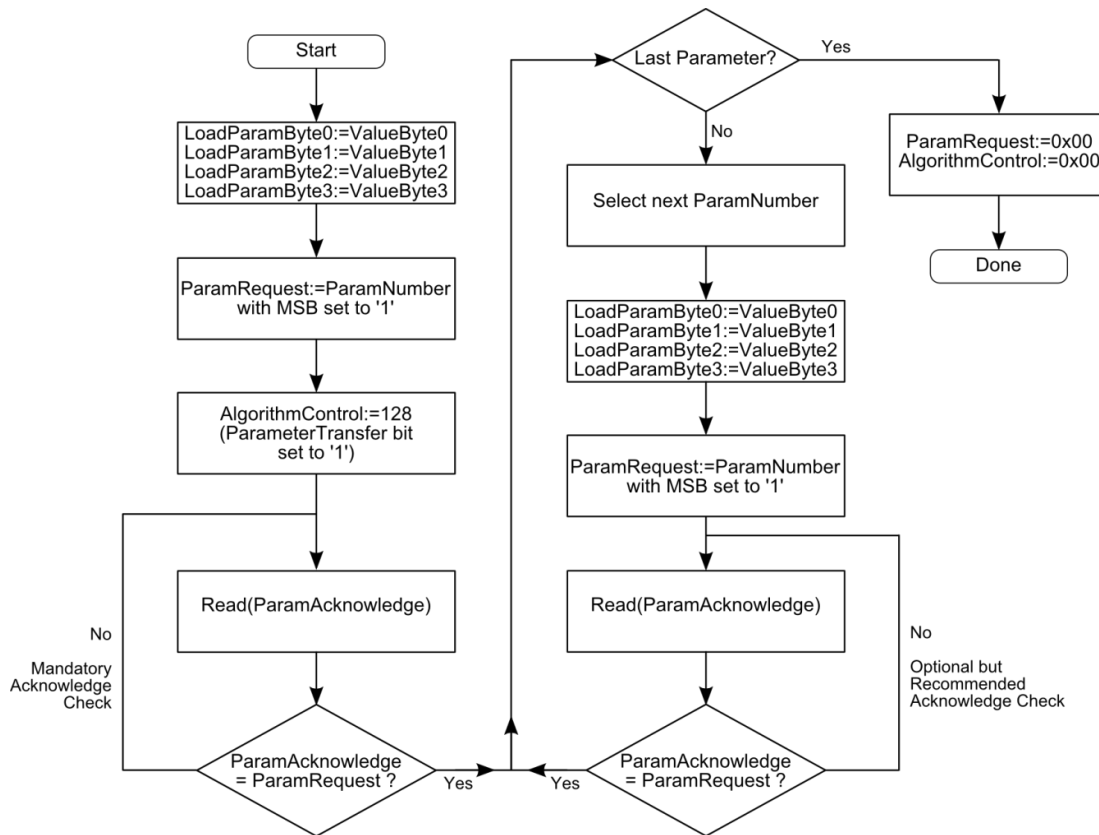 Start
LoadParamByte0:=ValueByte0
LoadParamByte1:=ValueByte1
LoadParamByte2:=ValueByte2
LoadParamByte3:=ValueByte3
ParamRequest:=ParamNumber
with MSB set to '1'
AlgorithmControl:=128
(ParameterTransfer bit
set to '1')
Read(ParamAcknowledge)
No
Mandatory
Acknowledge
Check
ParamAcknowledge
= ParamRequest ?
Yes
Last Parameter?
Yes
No
Select next ParamNumber
LoadParamByte0:=ValueByte0
LoadParamByte1:=ValueByte1
LoadParamByte2:=ValueByte2
LoadParamByte3:=ValueByte3
ParamRequest:=ParamNumber
with MSB set to '1'
Read(ParamAcknowledge)
No
Optional but
Recommended
Acknowledge Check
ParamAcknowledge
= ParamRequest ?
Yes
ParamRequest:=0x00
AlgorithmControl:=0x00
Done